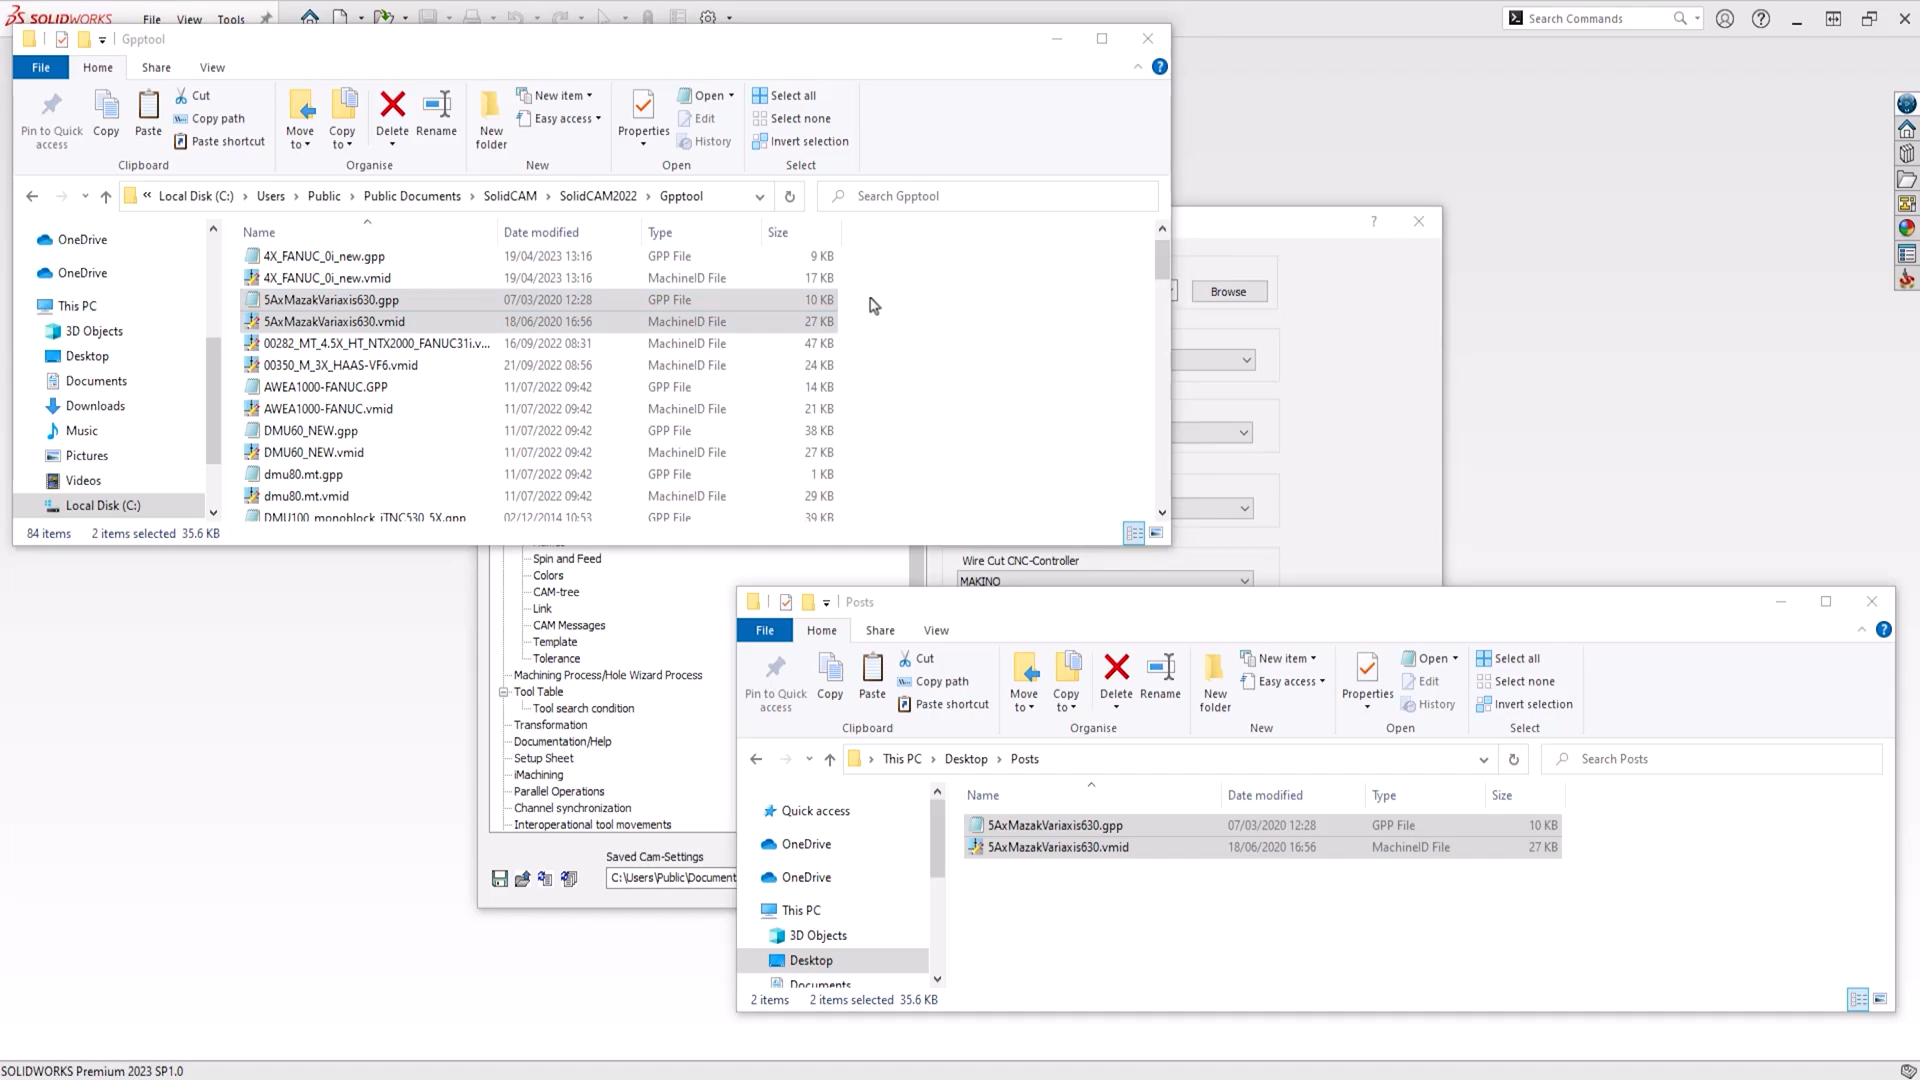 SOLIDWORKS File View Tools Search Commands
Gpptool
File Home Share View
Pin to Quick access Copy Paste Cut Copy path Paste shortcut Move to Copy to Delete Rename New folder New item Easy access Properties Open Edit History Select all Select none Invert selection
Clipboard Organise New Open Select
« Local Disk (C:) › Users › Public › Public Documents › SolidCAM › SolidCAM2022 › Gpptool Search Gpptool
OneDrive
OneDrive
This PC
3D Objects
Desktop
Documents
Downloads
Music
Pictures
Videos
Local Disk (C:)
Name Date modified Type Size
4X_FANUC_0i_new.gpp 19/04/2023 13:16 GPP File 9 KB
4X_FANUC_0i_new.vmid 19/04/2023 13:16 MachineID File 17 KB
5AxMazakVariaxis630.gpp 07/03/2020 12:28 GPP File 10 KB
5AxMazakVariaxis630.vmid 18/06/2020 16:56 MachineID File 27 KB
00282_MT_4.5X_HT_NTX2000_FANUC31i.v... 16/09/2022 08:31 MachineID File 47 KB
00350_M_3X_HAAS-VF6.vmid 21/09/2022 08:56 MachineID File 24 KB
AWEA1000-FANUC.GPP 11/07/2022 09:42 GPP File 14 KB
AWEA1000-FANUC.vmid 11/07/2022 09:42 MachineID File 21 KB
DMU60_NEW.gpp 11/07/2022 09:42 GPP File 38 KB
DMU60_NEW.vmid 11/07/2022 09:42 MachineID File 27 KB
dmu80.mt.gpp 11/07/2022 09:42 GPP File 1 KB
dmu80.mt.vmid 11/07/2022 09:42 MachineID File 29 KB
DMU100_monoblock_iTNC530_5X.gpp 02/12/2014 10:53 GPP File 39 KB
84 items 2 items selected 35.6 KB
Browse
Wire Cut CNC-Controller
MAKINO
Spin and Feed
Colors
CAM-tree
Link
CAM Messages
Template
Tolerance
Machining Process/Hole Wizard Process
Tool Table
Tool search condition
Transformation
Documentation/Help
Setup Sheet
iMachining
Parallel Operations
Channel synchronization
Interoperational tool movements
Saved Cam-Settings
C:\Users\Public\Document
Posts
File Home Share View
Pin to Quick access Copy Paste Cut Copy path Paste shortcut Move to Copy to Delete Rename New folder New item Easy access Properties Open Edit History Select all Select none Invert selection
Clipboard Organise New Open Select
› This PC › Desktop › Posts Search Posts
Quick access
OneDrive
OneDrive
This PC
3D Objects
Desktop
Documents
Name Date modified Type Size
5AxMazakVariaxis630.gpp 07/03/2020 12:28 GPP File 10 KB
5AxMazakVariaxis630.vmid 18/06/2020 16:56 MachineID File 27 KB
2 items 2 items selected 35.6 KB
SOLIDWORKS Premium 2023 SP1.0